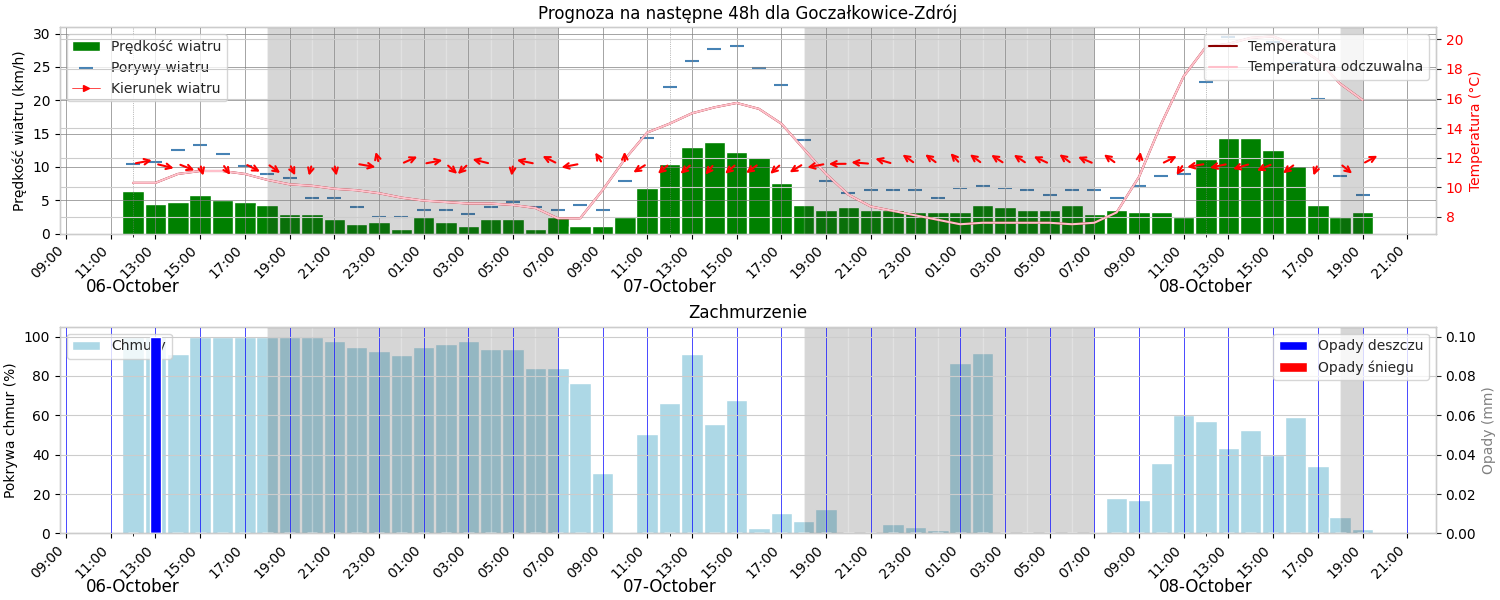 Prognoza na następne 48h dla Goczałkowice-Zdrój
Prędkość wiatru (km/h)
30
25
20
15
10
5
0
Prędkość wiatru
Porywy wiatru
Kierunek wiatru
Temperatura
Temperatura odczuwalna
20
18
16
14
12
10
8
Temperatura (°C)
09:00 11:00 13:00 15:00 17:00 19:00 21:00 23:00 01:00 03:00 05:00 07:00 09:00 11:00 13:00 15:00 17:00 19:00 21:00 23:00 01:00 03:00 05:00 07:00 09:00 11:00 13:00 15:00 17:00 19:00 21:00
06-October 07-October 08-October
Zachmurzenie
Pokrywa chmur (%)
100
80
60
40
20
0
Chmury
Opady deszczu
Opady śniegu
0.10
0.08
0.06
0.04
0.02
0.00
Opady (mm)
09:00 11:00 13:00 15:00 17:00 19:00 21:00 23:00 01:00 03:00 05:00 07:00 09:00 11:00 13:00 15:00 17:00 19:00 21:00 23:00 01:00 03:00 05:00 07:00 09:00 11:00 13:00 15:00 17:00 19:00 21:00
06-October 07-October 08-October